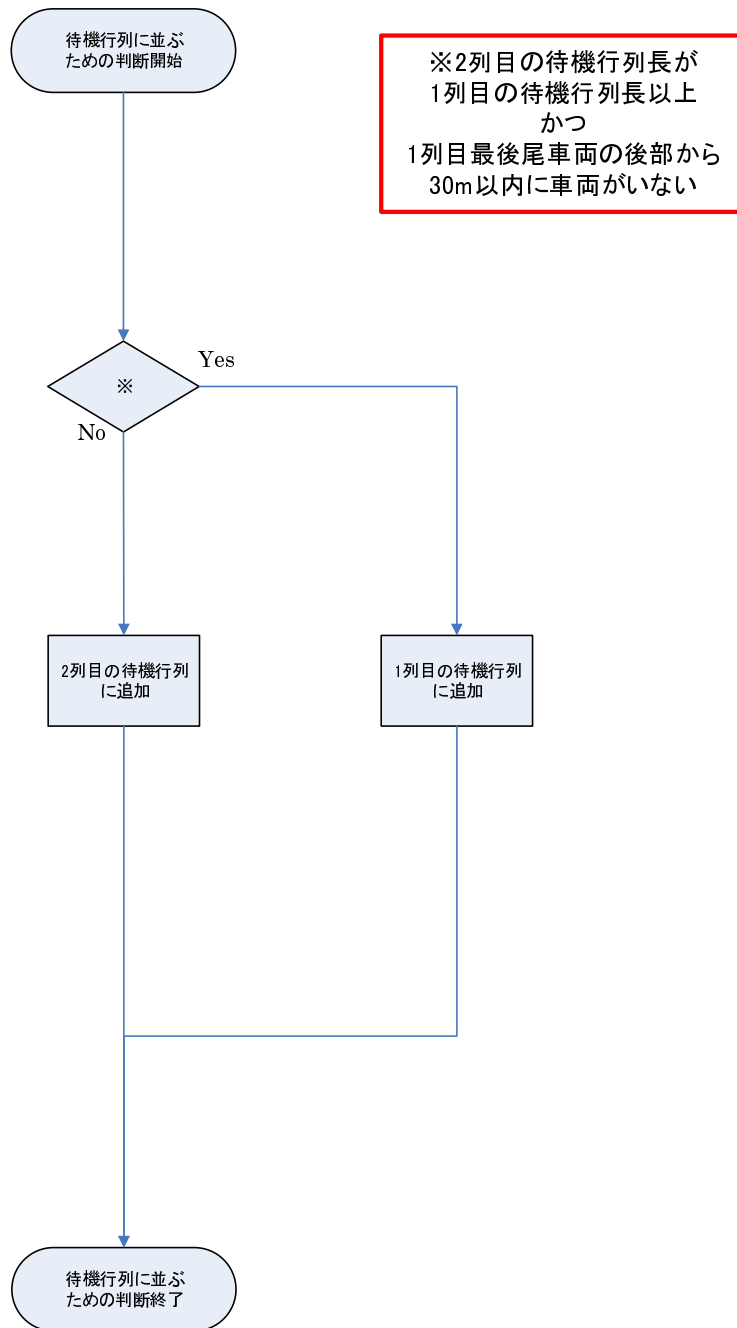 待機行列に並ぶ
ための判断開始
※2列目の待機行列長が
1列目の待機行列長以上
かつ
1列目最後尾車両の後部から
30m以内に車両がいない
Yes
※
No
2列目の待機行列
に追加
1列目の待機行列
に追加
待機行列に並ぶ
ための判断終了